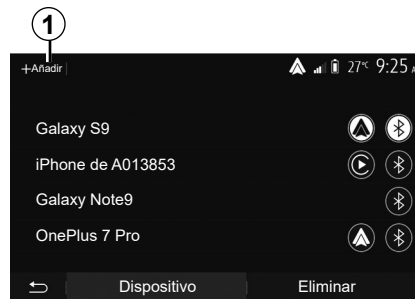 1
+Añadir 27°C 9:25
Galaxy S9
iPhone de A013853
Galaxy Note9
OnePlus 7 Pro
Dispositivo Eliminar